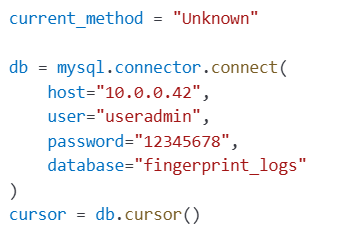 current_method = "Unknown"
db = mysql.connector.connect(
    host="10.0.0.42",
    user="useradmin",
    password="12345678",
    database="fingerprint_logs"
)
cursor = db.cursor()